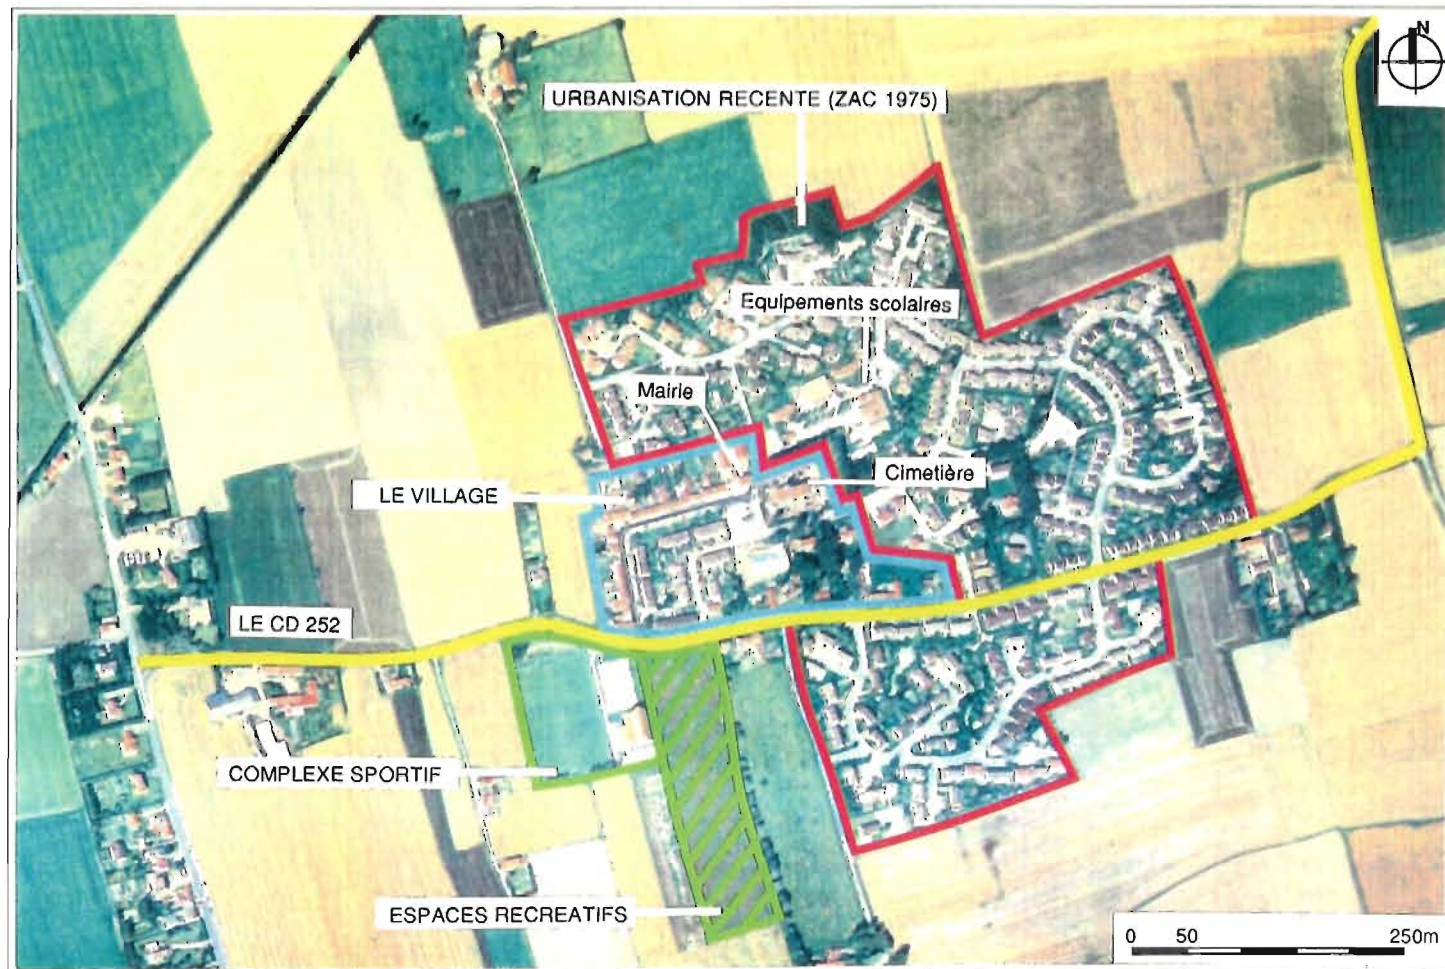 N
URBANISATION RECENTE (ZAC 1975)
Equipements scolaires
Mairie
Cimetière
LE VILLAGE
LE CD 252
COMPLEXE SPORTIF
ESPACES RECREATIFS
0 50 250m